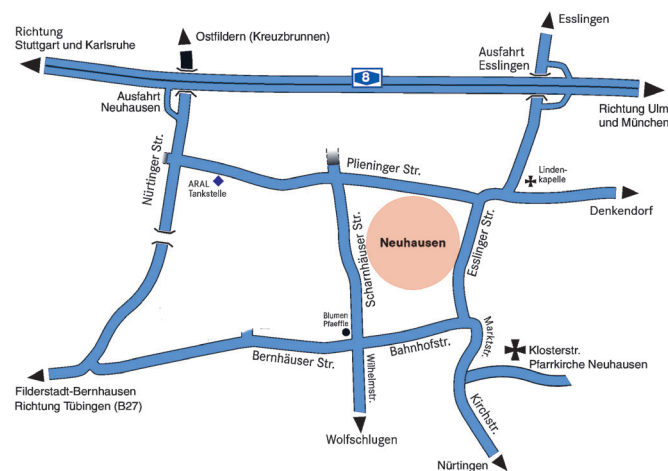 Esslingen
Richtung
Stuttgart und Karlsruhe
Ostfildern (Kreuzbrunnen)
Ausfahrt
Esslingen
8
Ausfahrt
Neuhausen
Richtung Ulm
und München
Nürtinger Str.
Plieninger Str.
ARAL
Tankstelle
Linden-
kapelle
Denkendorf
Scharnhäuser Str.
Neuhausen
Esslinger Str.
Blumen
Pfaeffle
Marktstr.
Bernhäuser Str.
Bahnhofstr.
Wilhelmstr.
Klosterstr.
Pfarrkirche Neuhausen
Filderstadt-Bernhausen
Richtung Tübingen (B27)
Kirchstr.
Wolfschlugen
Nürtingen